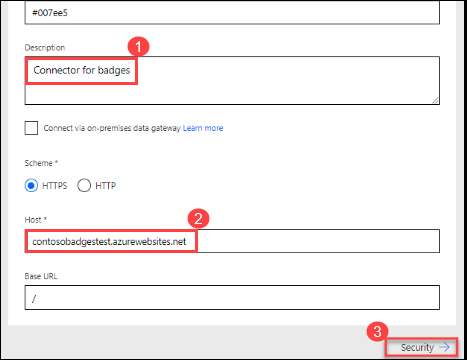 #007ee5
Description
1
Connector for badges
Connect via on-premises data gateway Learn more
Scheme *
HTTPS HTTP
Host *
2
contosobadgestest.azurewebsites.net
Base URL
/
3
Security →